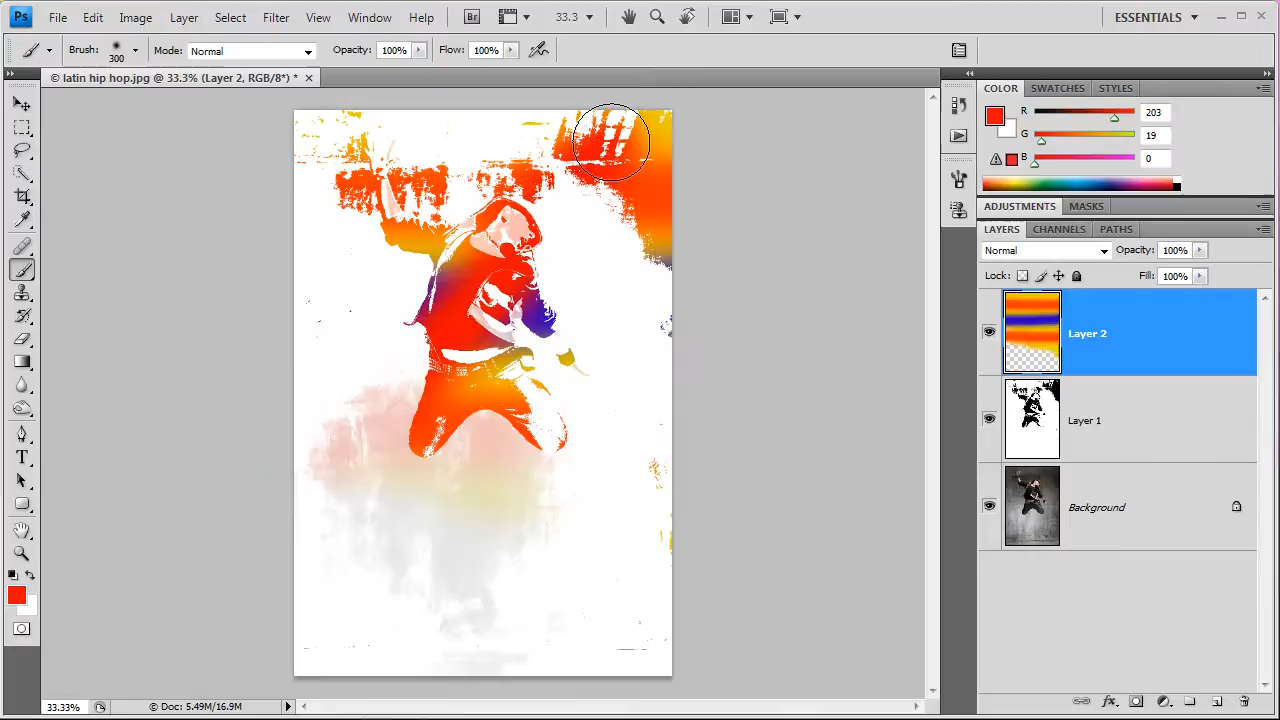 Ps File Edit Image Layer Select Filter View Window Help Br 33.3 ESSENTIALS
Brush: 300 Mode: Normal Opacity: 100% Flow: 100%
© latin hip hop.jpg @ 33.3% (Layer 2, RGB/8*) *
COLOR SWATCHES STYLES
R 203
G 19
B 0
ADJUSTMENTS MASKS
LAYERS CHANNELS PATHS
Normal Opacity: 100%
Lock: Fill: 100%
Layer 2
Layer 1
Background
T
fx
33.33% © Doc: 5.49M/16.9M